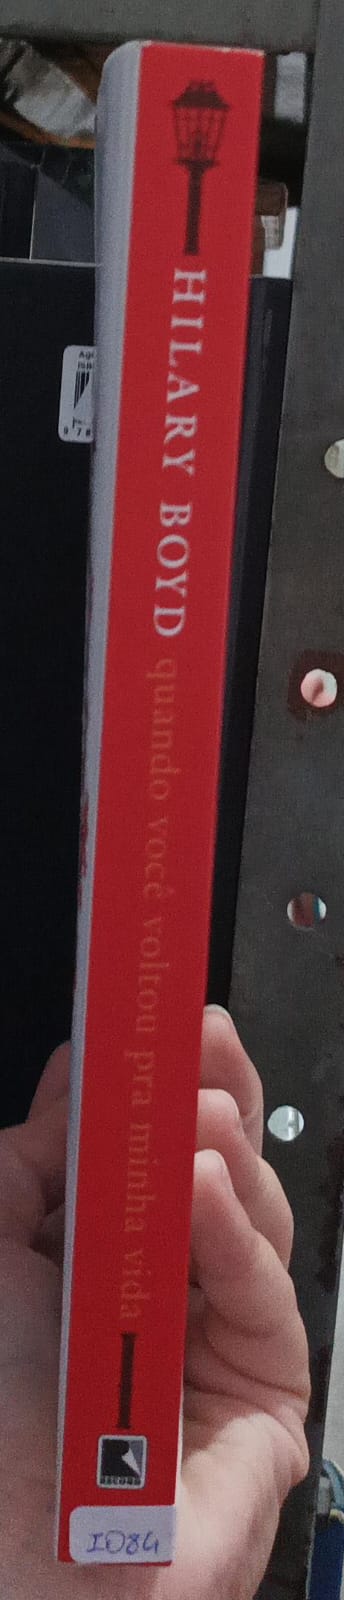 HILARY BOYD
quando você voltou pra minha vida
RECORD
I084